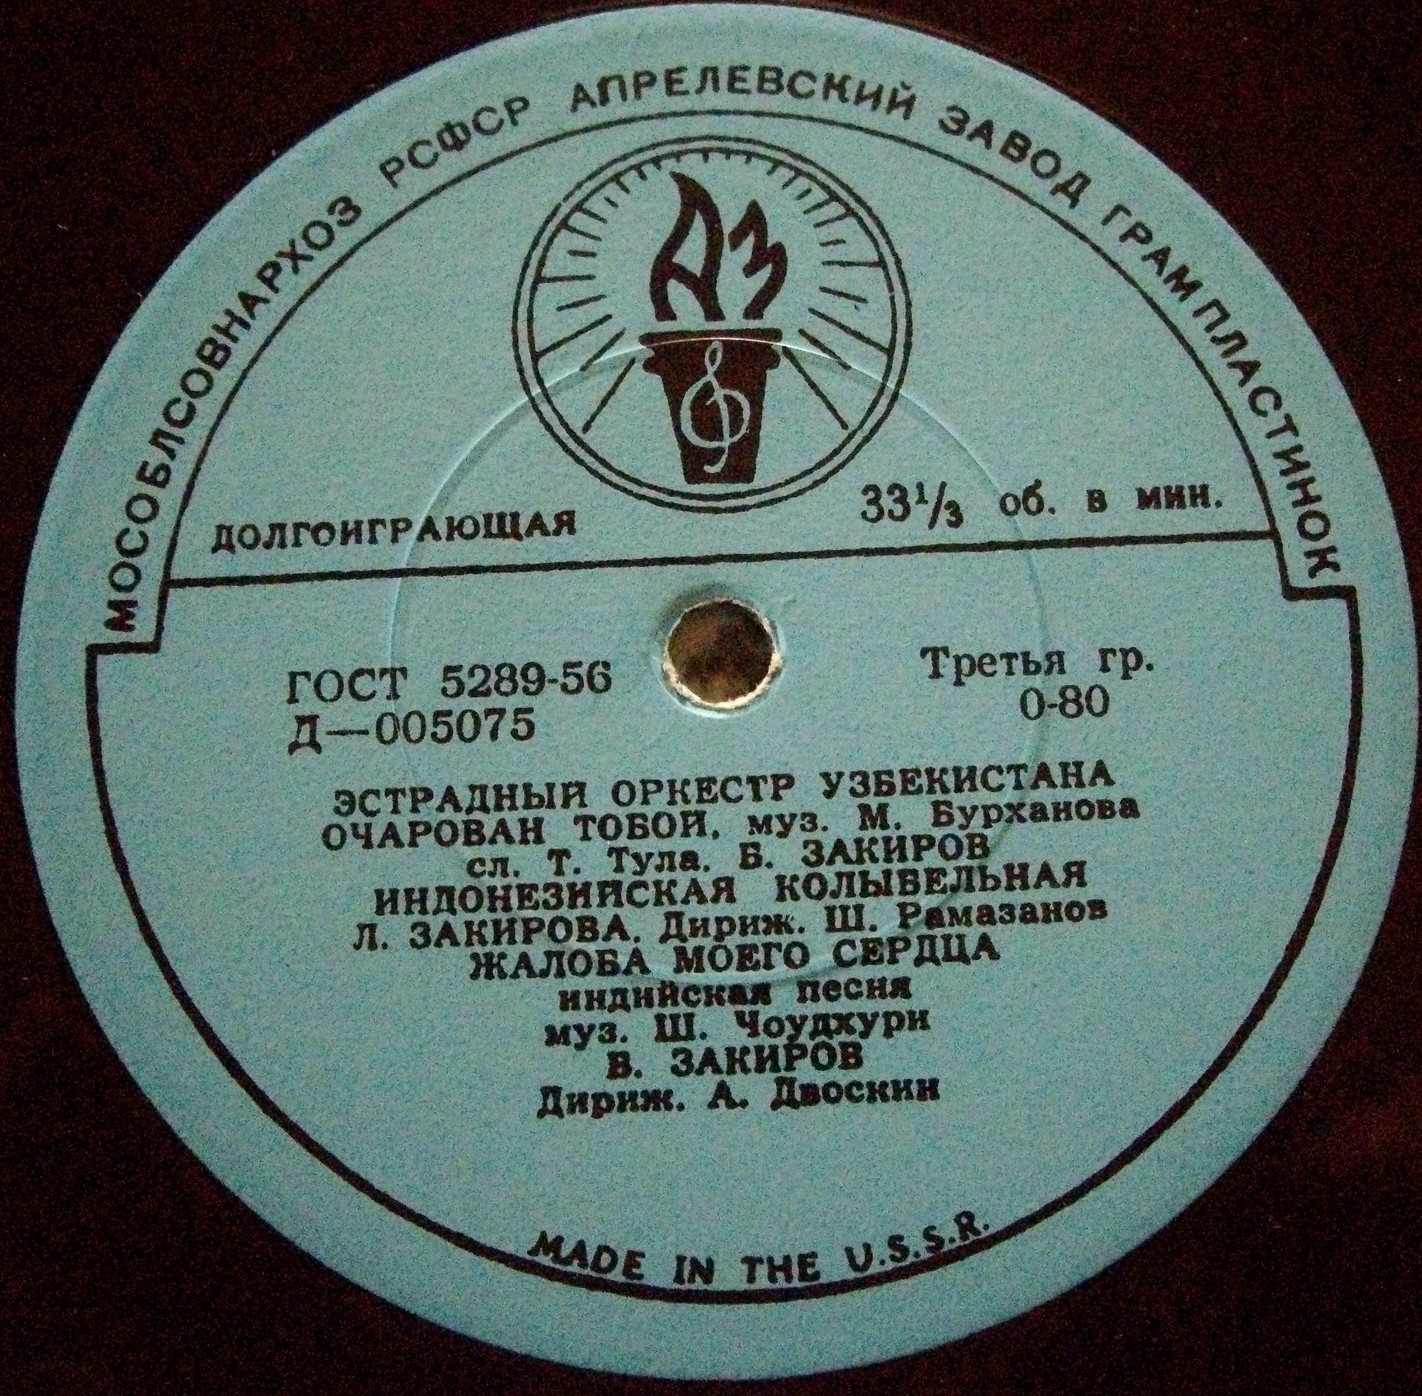 МОСОБЛСОВНАРХОЗ РСФСР АПРЕЛЕВСКИЙ ЗАВОД ГРАМПЛАСТИНОК
АЗ
ДОЛГОИГРАЮЩАЯ
33⅓ об. в мин.
ГОСТ 5289-56
Д—005075
Третья гр.
0-80
ЭСТРАДНЫЙ ОРКЕСТР УЗБЕКИСТАНА
ОЧАРОВАН ТОБОЙ, муз. М. Бурханова
сл. Т. Тула. Б. ЗАКИРОВ
ИНДОНЕЗИЙСКАЯ КОЛЫБЕЛЬНАЯ
Л. ЗАКИРОВА. Дириж. Ш. Рамазанов
ЖАЛОБА МОЕГО СЕРДЦА
индийская песня
муз. Ш. Чоудхури
Б. ЗАКИРОВ
Дириж. А. Двоскин
MADE IN THE U.S.S.R.